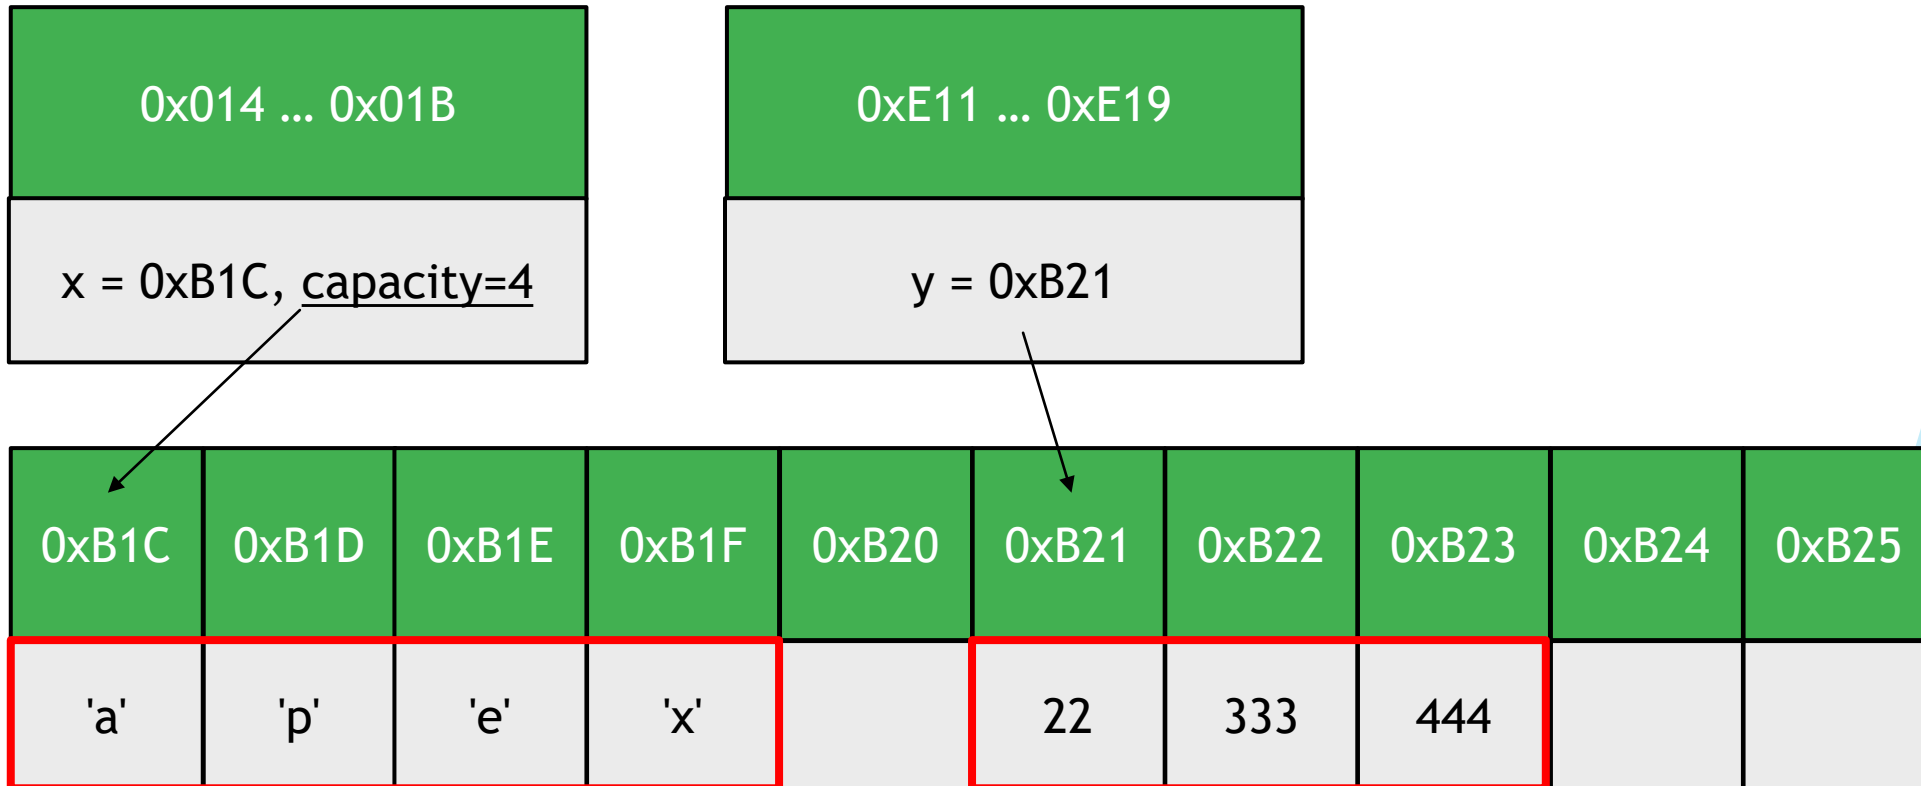 0x014 … 0x01B
0xE11 … 0xE19
x = 0xB1C, capacity=4
y = 0xB21
0xB1C 0xB1D 0xB1E 0xB1F 0xB20 0xB21 0xB22 0xB23 0xB24 0xB25
'a' 'p' 'e' 'x' 22 333 444